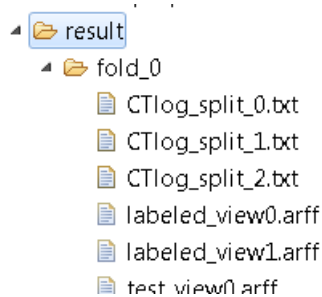 result
fold_0
CTlog_split_0.txt
CTlog_split_1.txt
CTlog_split_2.txt
labeled_view0.arff
labeled_view1.arff
test_view0.arff